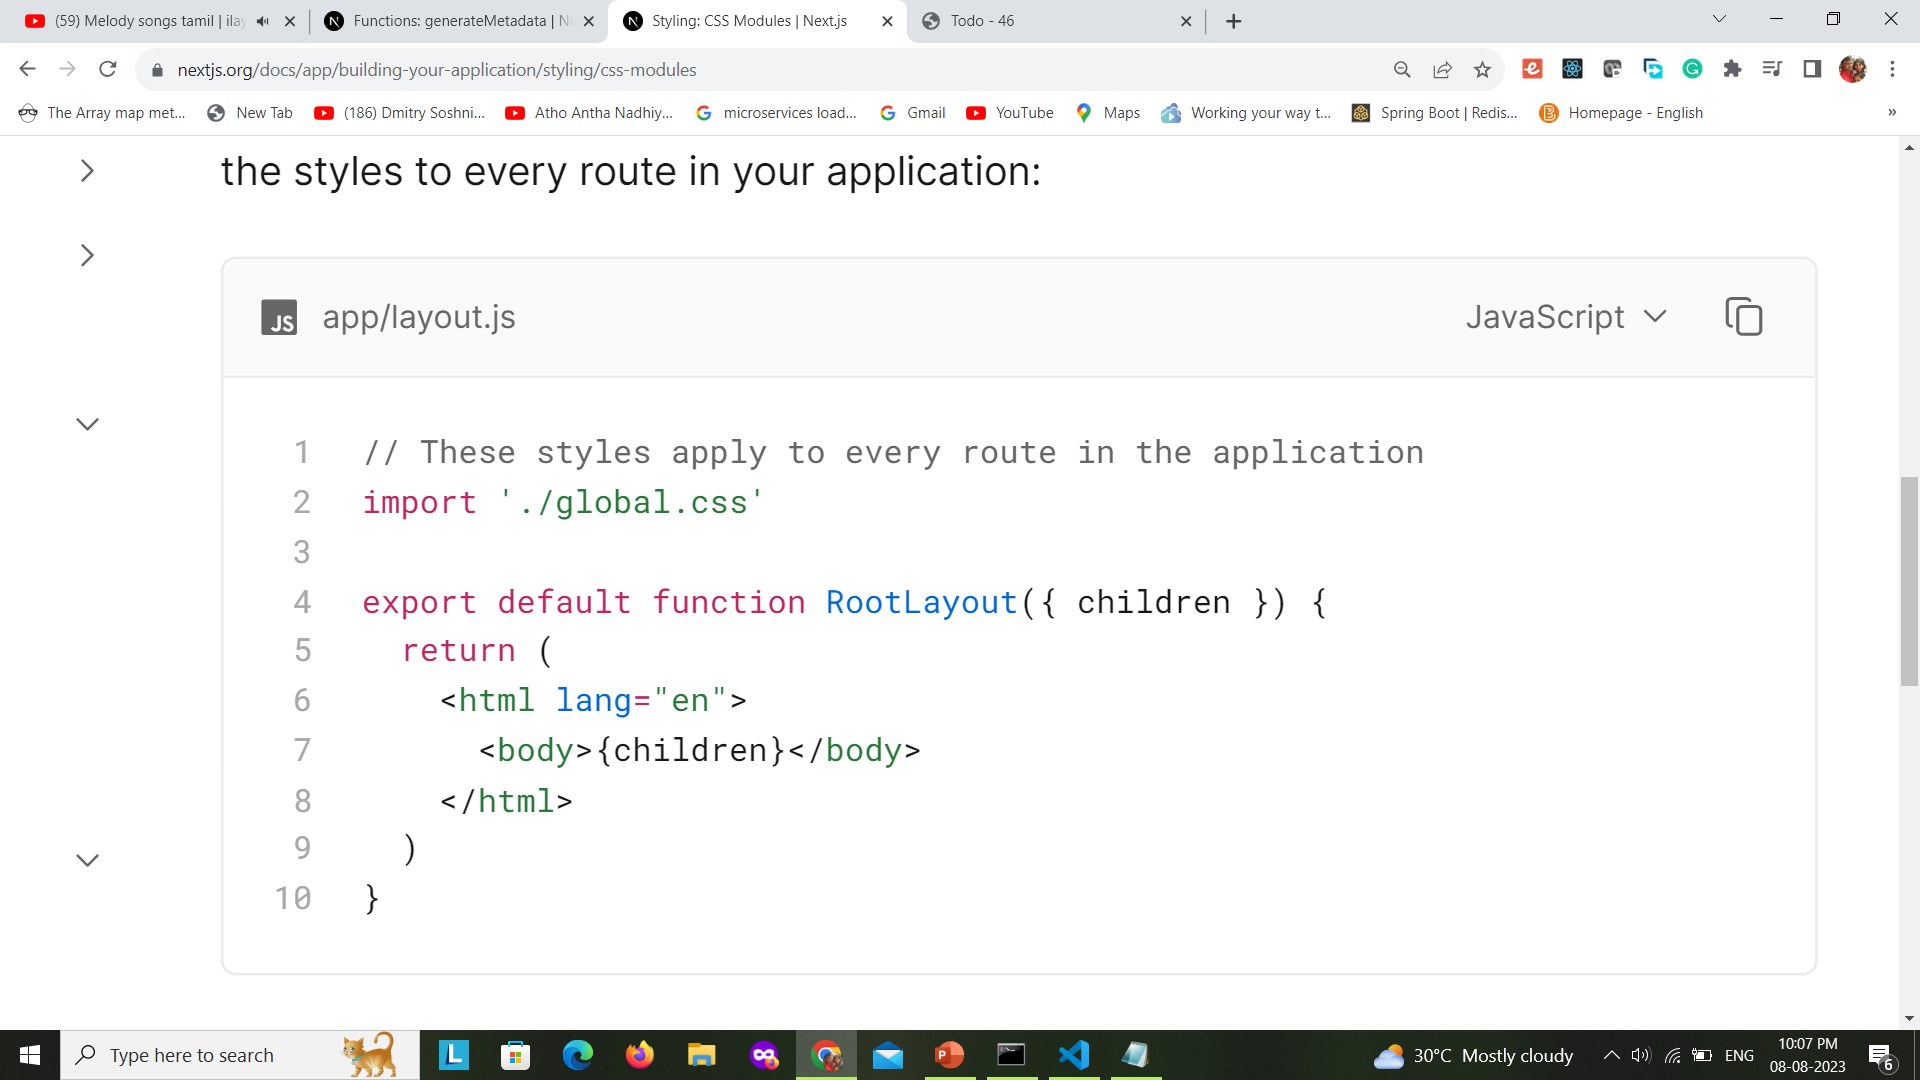 (59) Melody songs tamil | ilay
Functions: generateMetadata | Ne
Styling: CSS Modules | Next.js
Todo - 46
nextjs.org/docs/app/building-your-application/styling/css-modules
The Array map met...
New Tab
(186) Dmitry Soshni...
Atho Antha Nadhiy...
microservices load...
Gmail
YouTube
Maps
Working your way t...
Spring Boot | Redis...
Homepage - English
»
the styles to every route in your application:
JS app/layout.js
JavaScript
1 // These styles apply to every route in the application
2 import './global.css'
3
4 export default function RootLayout({ children }) {
5 return (
6 <html lang="en">
7 <body>{children}</body>
8 </html>
9 )
10 }
Type here to search
30°C Mostly cloudy
ENG
10:07 PM
08-08-2023
6